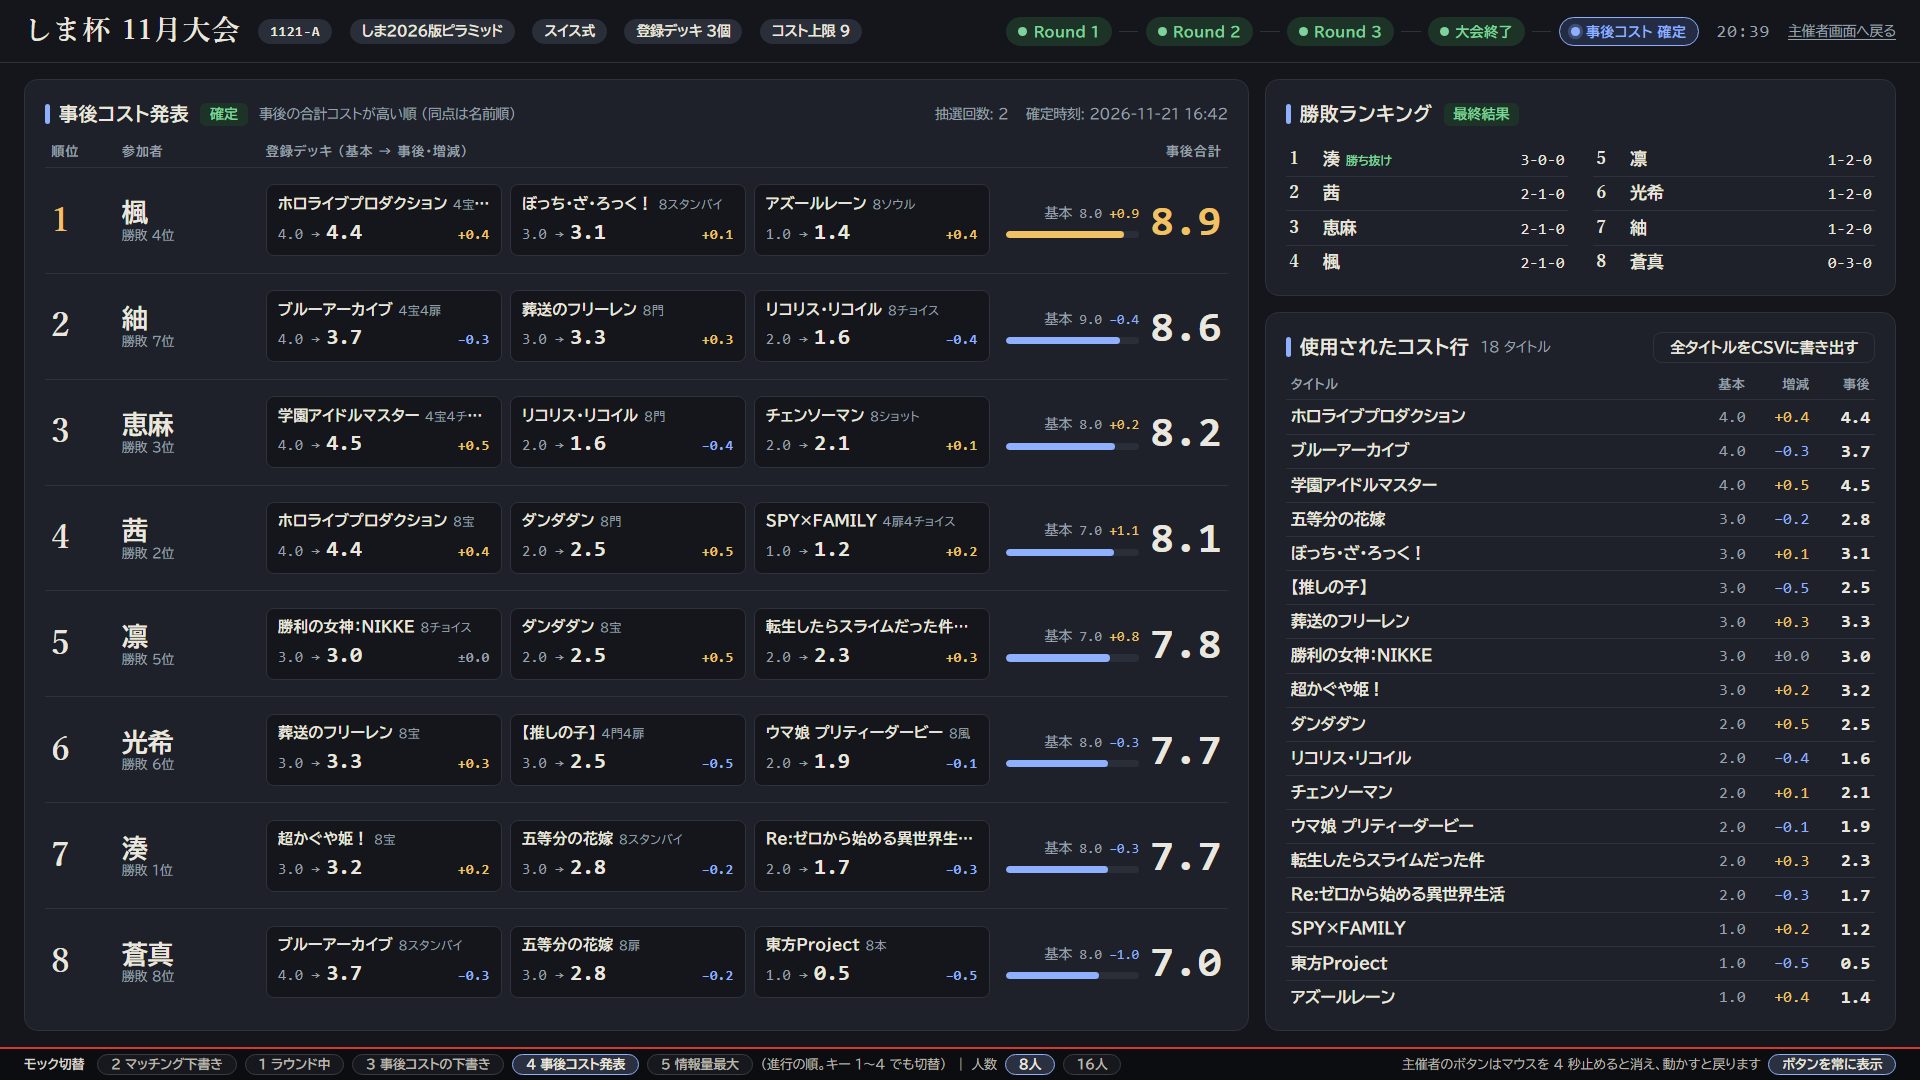 しま杯 11月大会 1121-A しま2026版ピラミッド スイス式 登録デッキ 3個 コスト上限 9 Round 1 Round 2 Round 3 大会終了 事後コスト 確定 20:39 主催者画面へ戻る
事後コスト発表 確定 事後の合計コストが高い順 (同点は名前順) 抽選回数: 2 確定時刻: 2026-11-21 16:42
順位 参加者 登録デッキ (基本 → 事後・増減) 事後合計
1 楓 勝敗 4位
ホロライブプロダクション 4宝… 4.0 → 4.4 +0.4
ぼっち・ざ・ろっく! 8スタンバイ 3.0 → 3.1 +0.1
アズールレーン 8ソウル 1.0 → 1.4 +0.4
基本 8.0 +0.9 8.9
2 紬 勝敗 7位
ブルーアーカイブ 4宝4扉 4.0 → 3.7 −0.3
葬送のフリーレン 8門 3.0 → 3.3 +0.3
リコリス・リコイル 8チョイス 2.0 → 1.6 −0.4
基本 9.0 −0.4 8.6
3 恵麻 勝敗 3位
学園アイドルマスター 4宝4チ… 4.0 → 4.5 +0.5
リコリス・リコイル 8門 2.0 → 1.6 −0.4
チェンソーマン 8ショット 2.0 → 2.1 +0.1
基本 8.0 +0.2 8.2
4 茜 勝敗 2位
ホロライブプロダクション 8宝 4.0 → 4.4 +0.4
ダンダダン 8門 2.0 → 2.5 +0.5
SPY×FAMILY 4扉4チョイス 1.0 → 1.2 +0.2
基本 7.0 +1.1 8.1
5 凛 勝敗 5位
勝利の女神:NIKKE 8チョイス 3.0 → 3.0 ±0.0
ダンダダン 8宝 2.0 → 2.5 +0.5
転生したらスライムだった件… 2.0 → 2.3 +0.3
基本 7.0 +0.8 7.8
6 光希 勝敗 6位
葬送のフリーレン 8宝 3.0 → 3.3 +0.3
【推しの子】 4門4扉 3.0 → 2.5 −0.5
ウマ娘 プリティーダービー 8風 2.0 → 1.9 −0.1
基本 8.0 −0.3 7.7
7 湊 勝敗 1位
超かぐや姫! 8宝 3.0 → 3.2 +0.2
五等分の花嫁 8スタンバイ 3.0 → 2.8 −0.2
Re:ゼロから始める異世界生… 2.0 → 1.7 −0.3
基本 8.0 −0.3 7.7
8 蒼真 勝敗 8位
ブルーアーカイブ 8スタンバイ 4.0 → 3.7 −0.3
五等分の花嫁 8扉 3.0 → 2.8 −0.2
東方Project 8本 1.0 → 0.5 −0.5
基本 8.0 −1.0 7.0
勝敗ランキング 最終結果
1 湊 勝ち抜け 3-0-0
2 茜 2-1-0
3 恵麻 2-1-0
4 楓 2-1-0
5 凛 1-2-0
6 光希 1-2-0
7 紬 1-2-0
8 蒼真 0-3-0
使用されたコスト行 18 タイトル 全タイトルをCSVに書き出す
タイトル 基本 増減 事後
ホロライブプロダクション 4.0 +0.4 4.4
ブルーアーカイブ 4.0 −0.3 3.7
学園アイドルマスター 4.0 +0.5 4.5
五等分の花嫁 3.0 −0.2 2.8
ぼっち・ざ・ろっく! 3.0 +0.1 3.1
【推しの子】 3.0 −0.5 2.5
葬送のフリーレン 3.0 +0.3 3.3
勝利の女神:NIKKE 3.0 ±0.0 3.0
超かぐや姫! 3.0 +0.2 3.2
ダンダダン 2.0 +0.5 2.5
リコリス・リコイル 2.0 −0.4 1.6
チェンソーマン 2.0 +0.1 2.1
ウマ娘 プリティーダービー 2.0 −0.1 1.9
転生したらスライムだった件 2.0 +0.3 2.3
Re:ゼロから始める異世界生活 2.0 −0.3 1.7
SPY×FAMILY 1.0 +0.2 1.2
東方Project 1.0 −0.5 0.5
アズールレーン 1.0 +0.4 1.4
モック切替 2 マッチング下書き 1 ラウンド中 3 事後コストの下書き 4 事後コスト発表 5 情報量最大 (進行の順。キー 1〜4 でも切替) | 人数 8人 16人 主催者のボタンはマウスを 4 秒止めると消え、動かすと戻ります ボタンを常に表示